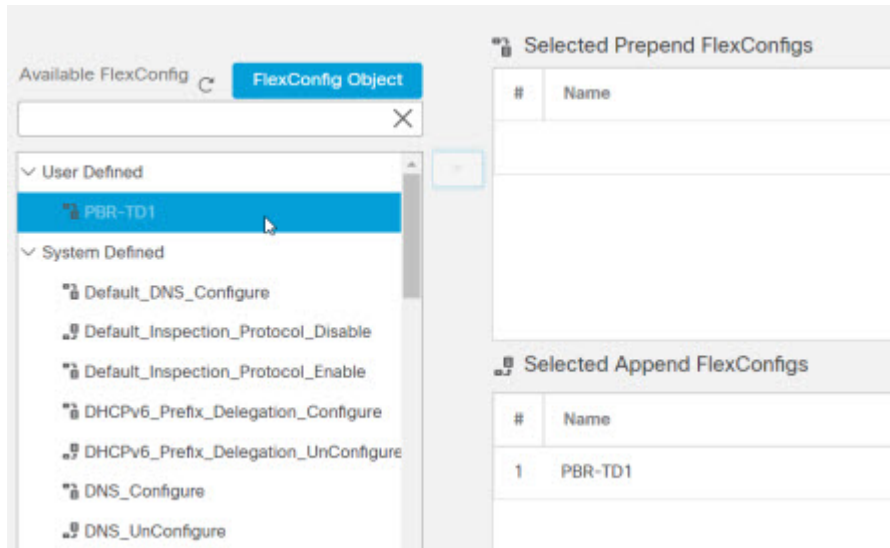 Available FlexConfig
FlexConfig Object
User Defined
PBR-TD1
System Defined
Default_DNS_Configure
Default_Inspection_Protocol_Disable
Default_Inspection_Protocol_Enable
DHCPv6_Prefix_Delegation_Configure
DHCPv6_Prefix_Delegation_UnConfigure
DNS_Configure
DNS_UnConfigure
Selected Prepend FlexConfigs
# Name
Selected Append FlexConfigs
# Name
1 PBR-TD1